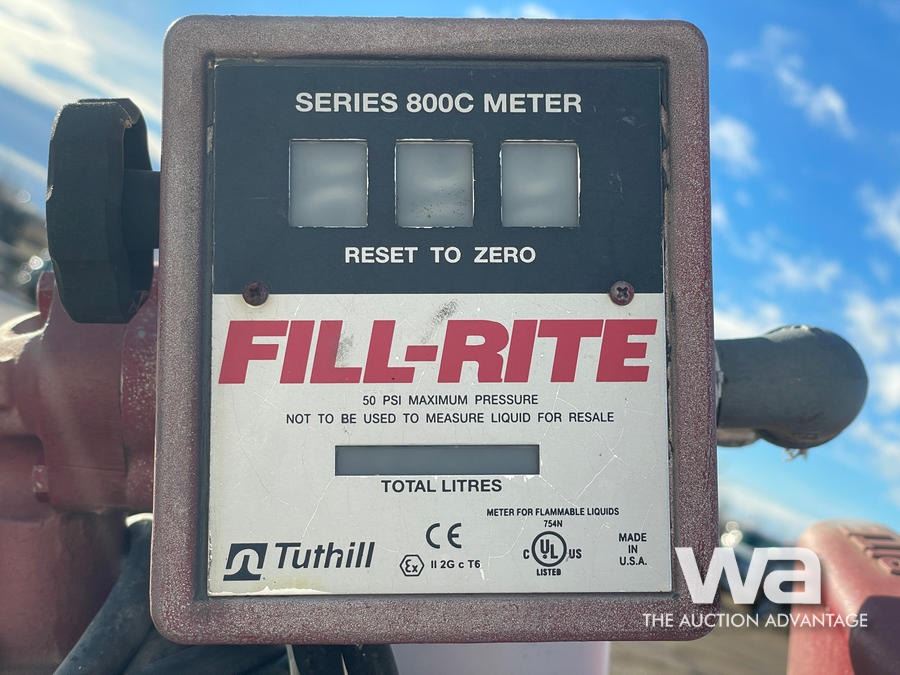 SERIES 800C METER
RESET TO ZERO
FILL-RITE
50 PSI MAXIMUM PRESSURE
NOT TO BE USED TO MEASURE LIQUID FOR RESALE
TOTAL LITRES
METER FOR FLAMMABLE LIQUIDS
754N
C UL US
LISTED
MADE
IN
U.S.A.
CE
Ex II 2G c T6
Tuthill
wa
THE AUCTION ADVANTAGE